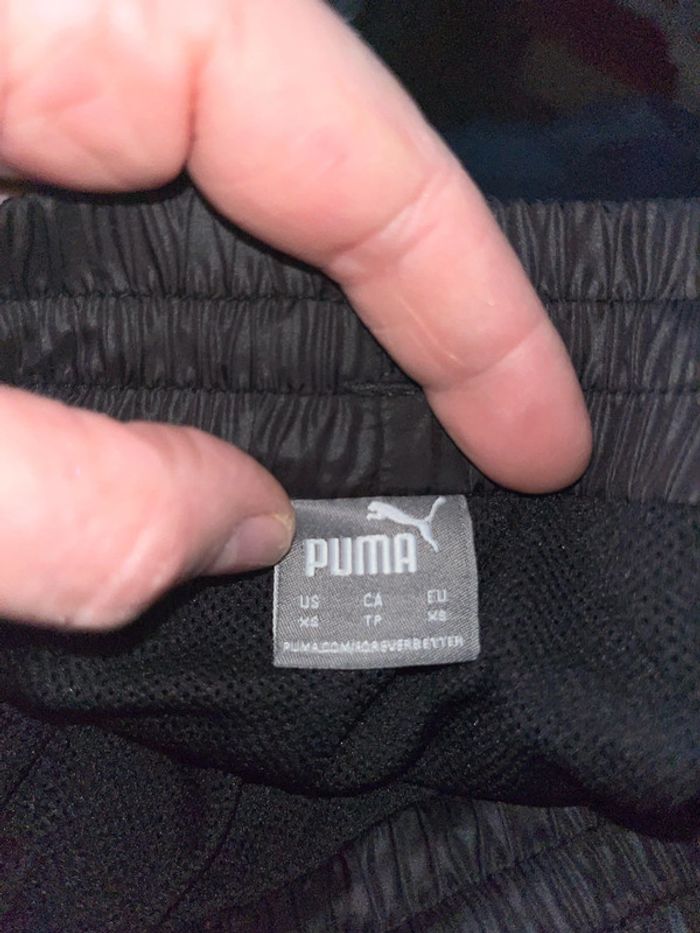 PUMA
US CA EU
XS TP XS
PUMA.COM/FOREVERBETTER